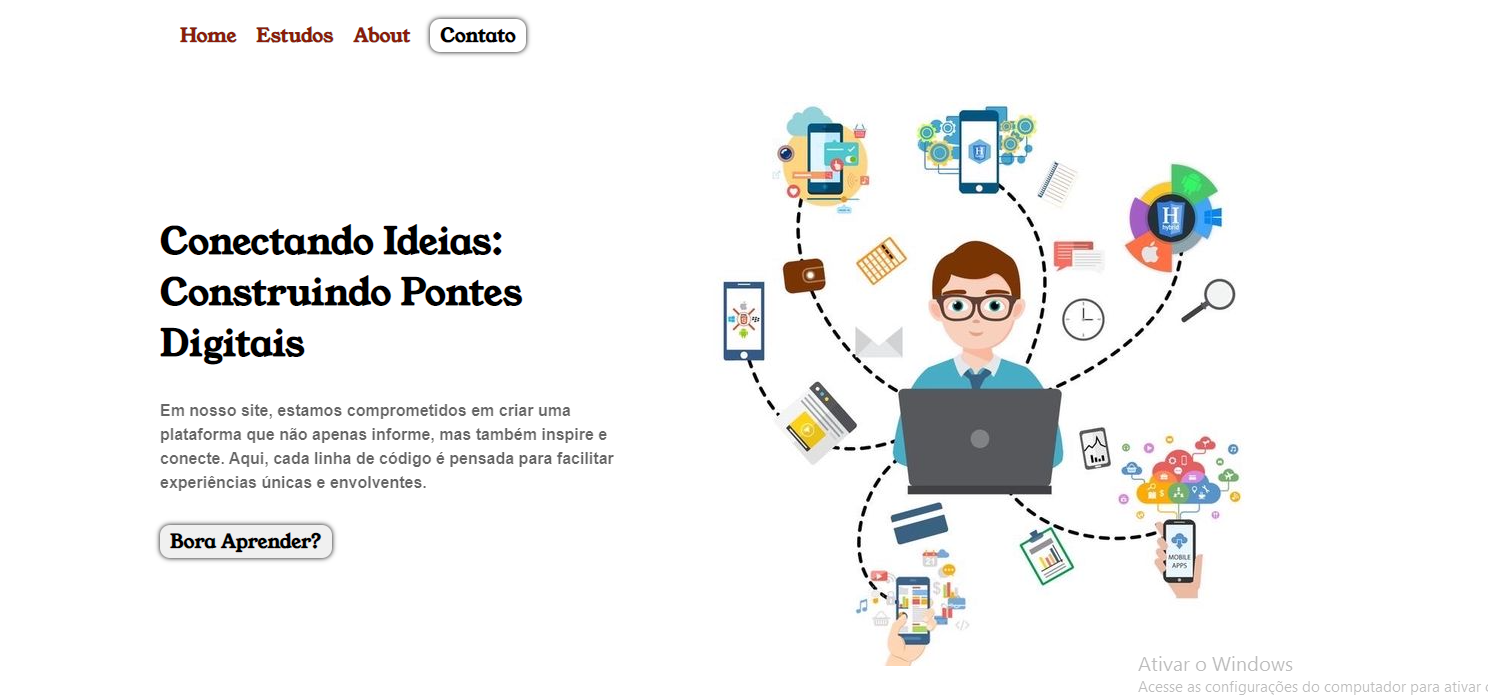 Home Estudos About Contato
Conectando Ideias:
Construindo Pontes
Digitais
Em nosso site, estamos comprometidos em criar uma
plataforma que não apenas informe, mas também inspire e
conecte. Aqui, cada linha de código é pensada para facilitar
experiências únicas e envolventes.
Bora Aprender?
H
H
hybrid
MOBILE
APPS
21
Ativar o Windows
Acesse as configurações do computador para ativar